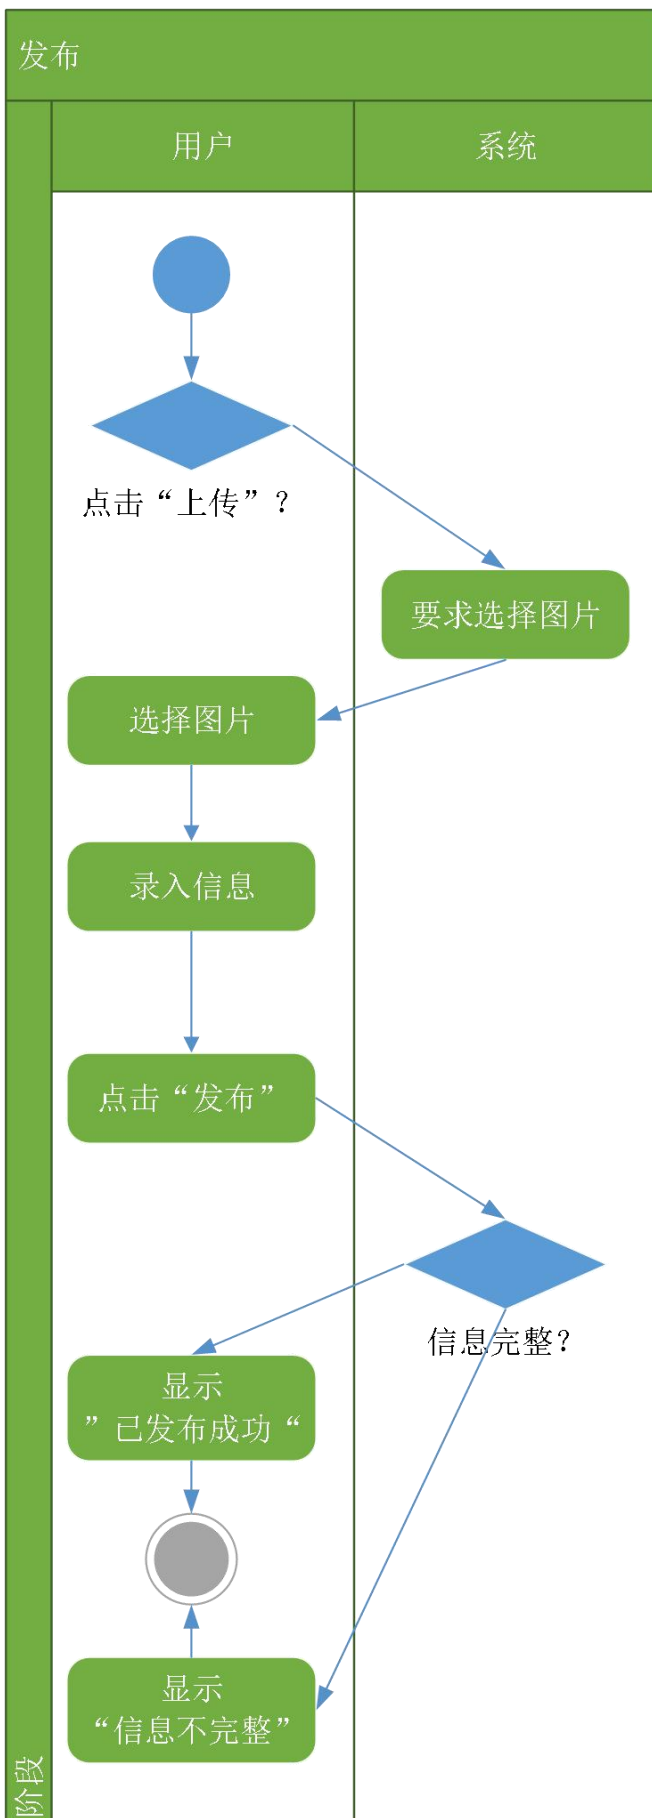 发布
用户
系统
点击“上传”？
要求选择图片
选择图片
录入信息
点击“发布”
信息完整？
显示
”已发布成功“
显示
“信息不完整”
阶段